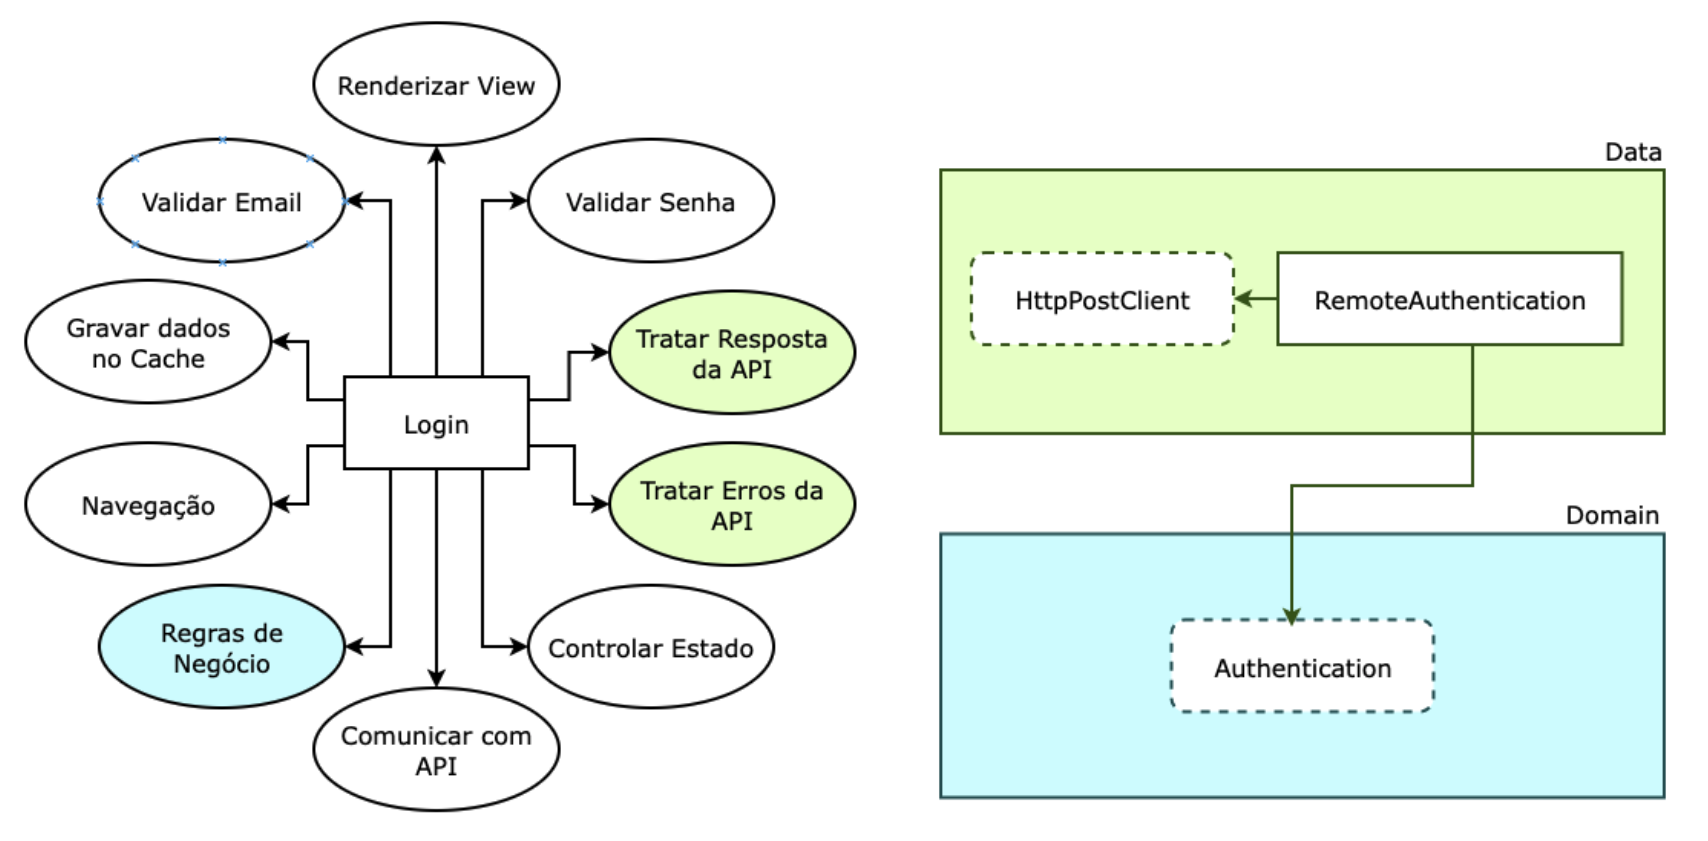 Renderizar View
Validar Email
Validar Senha
Gravar dados
no Cache
Tratar Resposta
da API
Login
Navegação
Tratar Erros da
API
Regras de
Negócio
Controlar Estado
Comunicar com
API
Data
HttpPostClient
RemoteAuthentication
Domain
Authentication